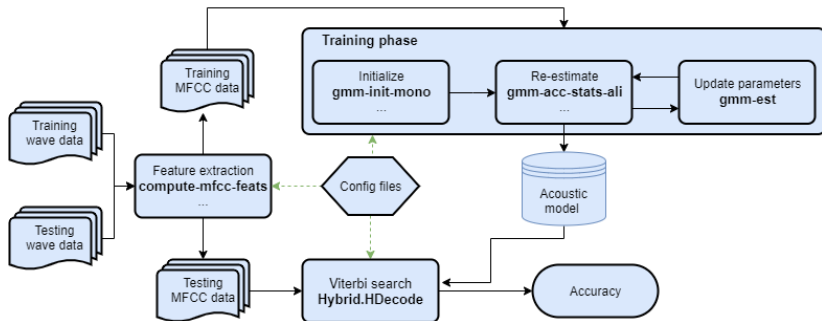 Training phase
Training
MFCC data
Initialize
gmm-init-mono
...
Re-estimate
gmm-acc-stats-ali
...
Update parameters
gmm-est
Training
wave data
Feature extraction
compute-mfcc-feats
...
Config files
Acoustic
model
Testing
wave data
Testing
MFCC data
Viterbi search
Hybrid.HDecode
Accuracy